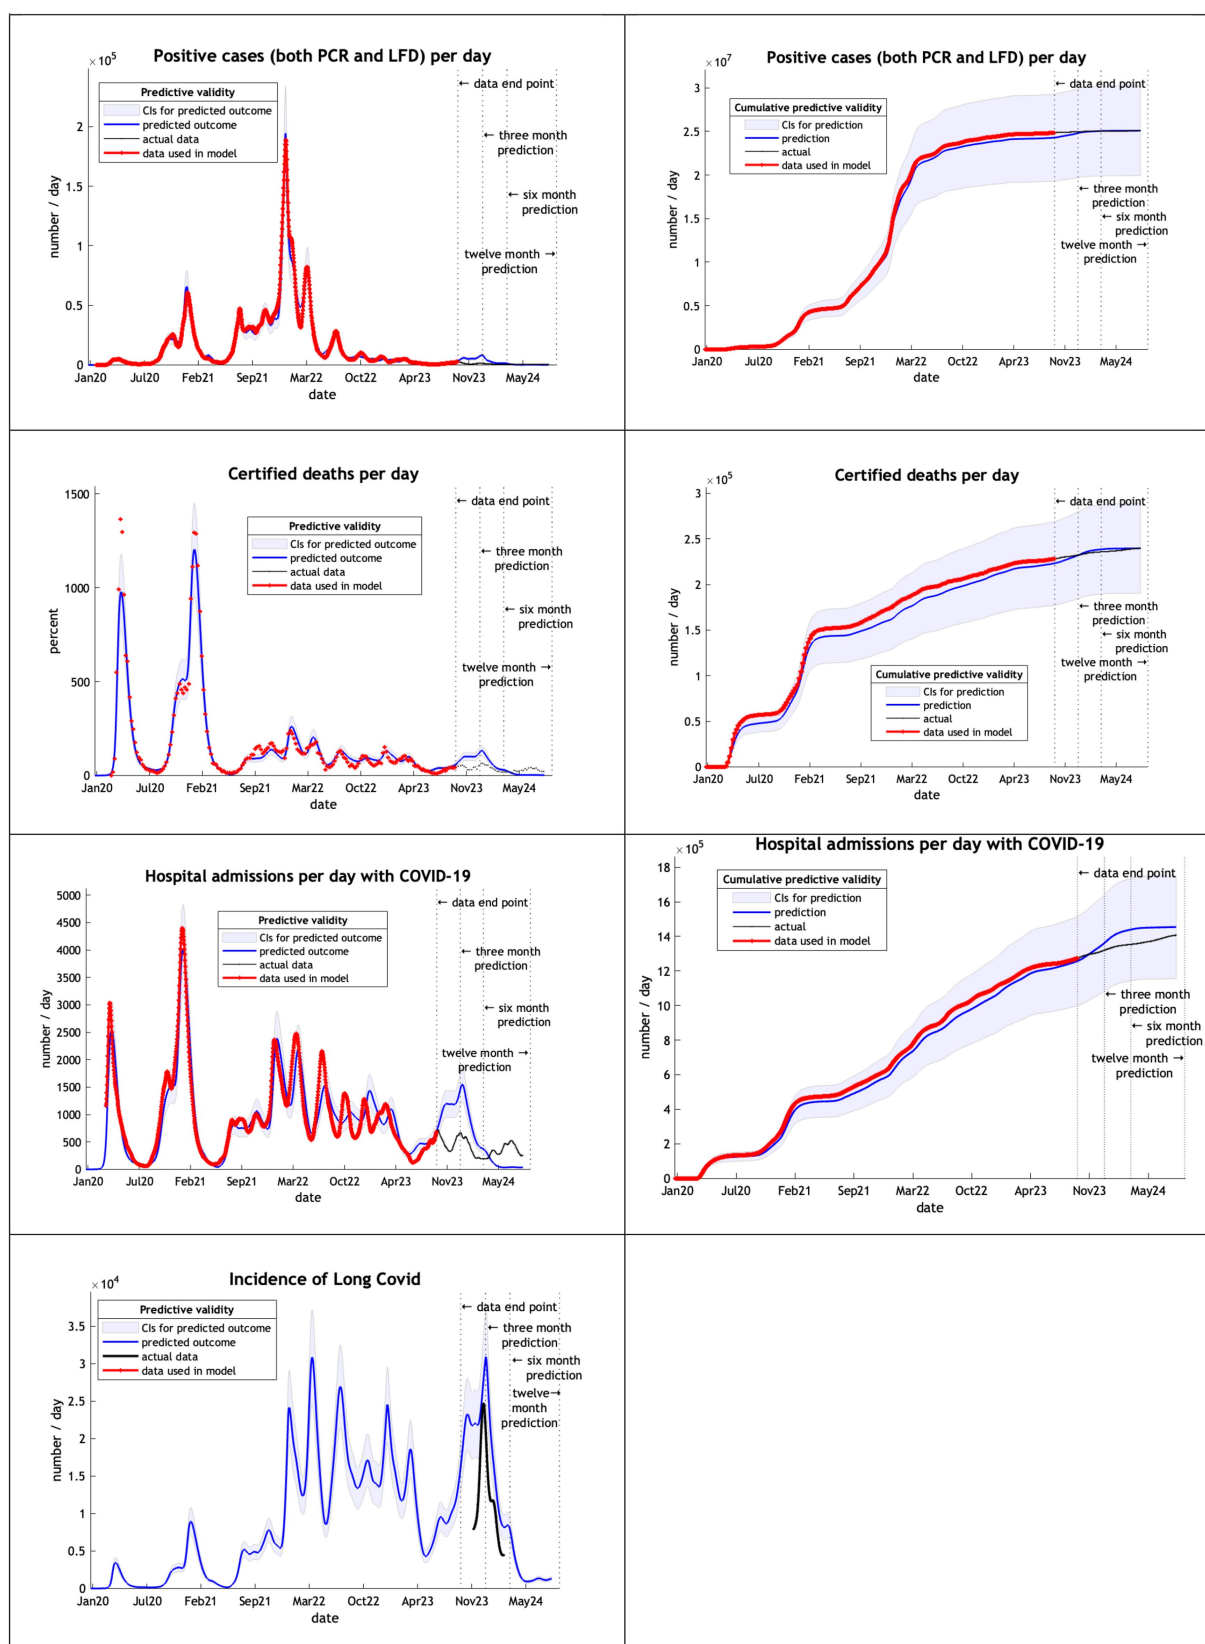 Positive cases (both PCR and LFD) per day
× 10⁵
Predictive validity
CIs for predicted outcome
predicted outcome
actual data
data used in model
← data end point
← three month
prediction
← six month
prediction
twelve month →
prediction
number / day
2
1.5
1
0.5
0
Jan20 Jul20 Feb21 Sep21 Mar22 Oct22 Apr23 Nov23 May24
date
Positive cases (both PCR and LFD) per day
× 10⁷
Cumulative predictive validity
CIs for prediction
prediction
actual
data used in model
← data end point
← three month
prediction
← six month
prediction
twelve month →
prediction
number / day
3
2.5
2
1.5
1
0.5
0
Jan20 Jul20 Feb21 Sep21 Mar22 Oct22 Apr23 Nov23 May24
date
Certified deaths per day
Predictive validity
CIs for predicted outcome
predicted outcome
actual data
data used in model
← data end point
← three month
prediction
← six month
prediction
twelve month →
prediction
percent
1500
1000
500
0
Jan20 Jul20 Feb21 Sep21 Mar22 Oct22 Apr23 Nov23 May24
date
Certified deaths per day
× 10⁵
← data end point
← three month
prediction
← six month
prediction
twelve month →
prediction
Cumulative predictive validity
CIs for prediction
prediction
actual
data used in model
number / day
3
2.5
2
1.5
1
0.5
0
Jan20 Jul20 Feb21 Sep21 Mar22 Oct22 Apr23 Nov23 May24
date
Hospital admissions per day with COVID-19
Predictive validity
CIs for predicted outcome
predicted outcome
actual data
data used in model
← data end point
← three month
prediction
← six month
prediction
twelve month →
prediction
number / day
5000
4500
4000
3500
3000
2500
2000
1500
1000
500
0
Jan20 Jul20 Feb21 Sep21 Mar22 Oct22 Apr23 Nov23 May24
date
Hospital admissions per day with COVID-19
× 10⁵
Cumulative predictive validity
CIs for prediction
prediction
actual
data used in model
← data end point
← three month
prediction
← six month
prediction
twelve month →
prediction
number / day
18
16
14
12
10
8
6
4
2
0
Jan20 Jul20 Feb21 Sep21 Mar22 Oct22 Apr23 Nov23 May24
date
Incidence of Long Covid
× 10⁴
Predictive validity
CIs for predicted outcome
predicted outcome
actual data
data used in model
← data end point
← three month
prediction
← six month
prediction
twelve→
month
prediction
number / day
3.5
3
2.5
2
1.5
1
0.5
0
Jan20 Jul20 Feb21 Sep21 Mar22 Oct22 Apr23 Nov23 May24
date